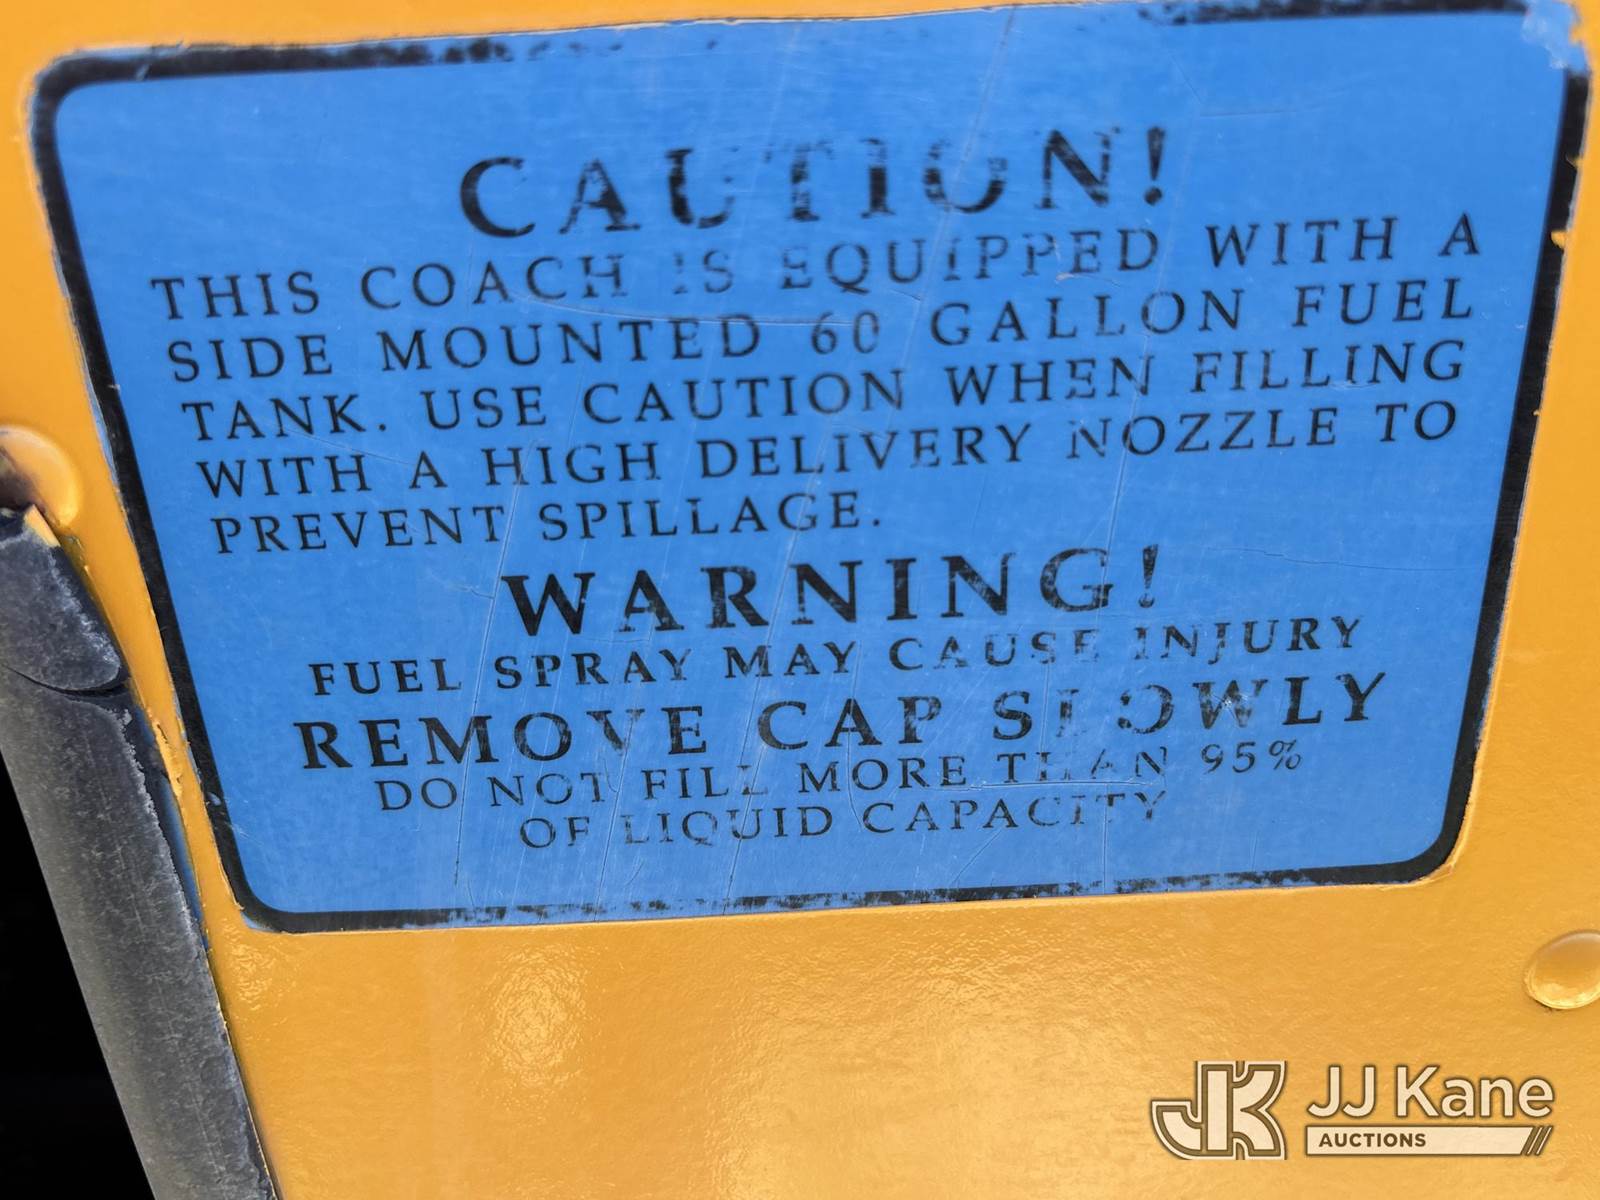 CAUTION!
THIS COACH IS EQUIPPED WITH A
SIDE MOUNTED 60 GALLON FUEL
TANK. USE CAUTION WHEN FILLING
WITH A HIGH DELIVERY NOZZLE TO
PREVENT SPILLAGE.
WARNING!
FUEL SPRAY MAY CAUSE INJURY
REMOVE CAP SLOWLY
DO NOT FILL MORE THAN 95%
OF LIQUID CAPACITY
JK JJ Kane
AUCTIONS